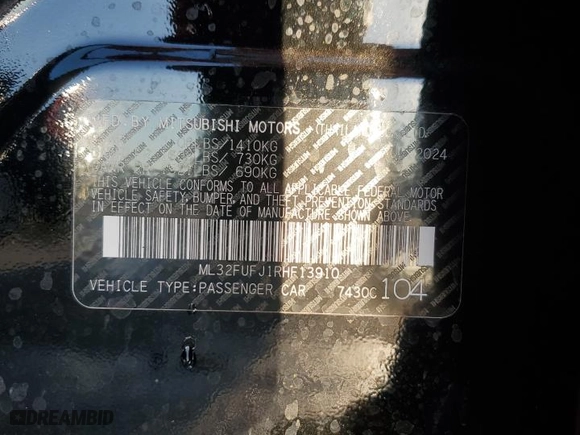 MFD BY MITSUBISHI MOTORS
LBS/ 1410KG
LBS/ 730KG 2024
LBS/ 690KG
THIS VEHICLE CONFORMS TO ALL APPLICABLE FEDERAL MOTOR
VEHICLE SAFETY, BUMPER AND THEFT PREVENTION STANDARDS
IN EFFECT ON THE DATE OF MANUFACTURE SHOWN ABOVE
ML32FUFJ1RHF13910
VEHICLE TYPE:PASSENGER CAR 7430C 104
DREAMBID